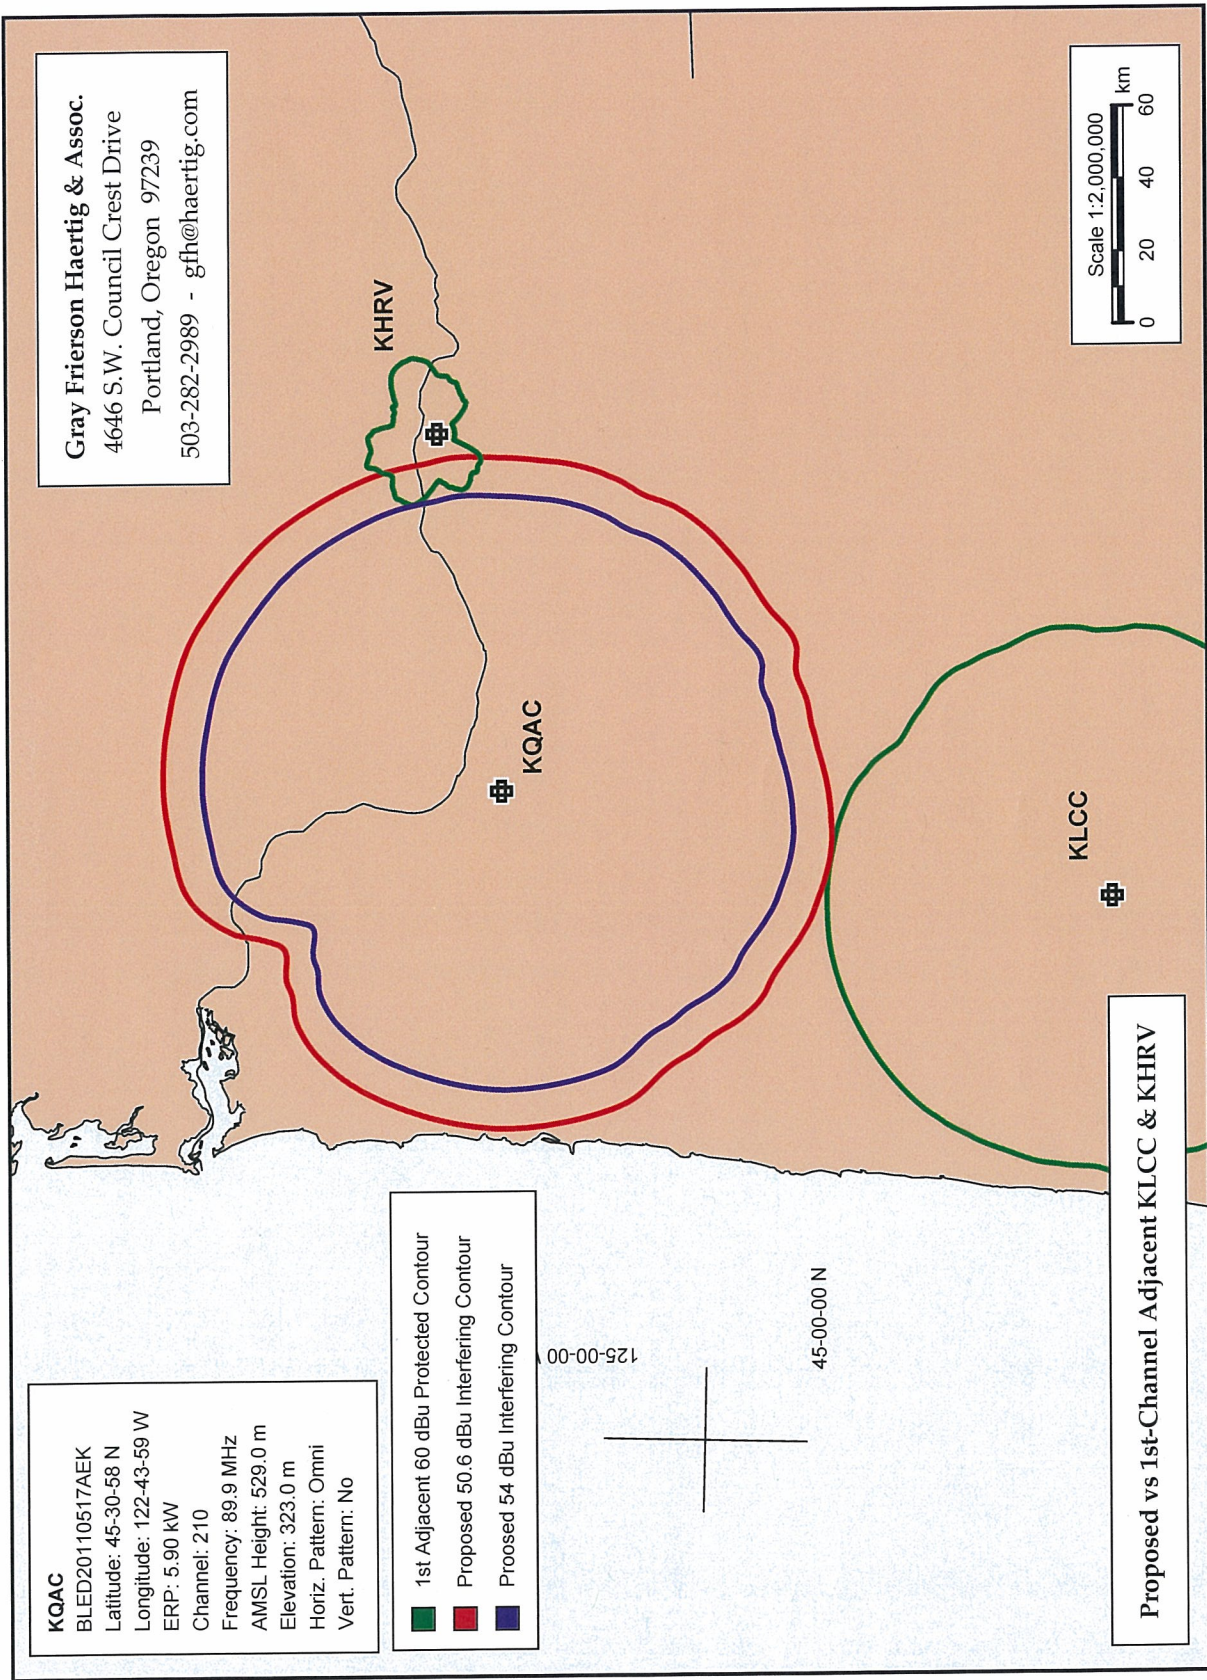 KQAC
BLED20110517AEK
Latitude: 45-30-58 N
Longitude: 122-43-59 W
ERP: 5.90 kW
Channel: 210
Frequency: 89.9 MHz
AMSL Height: 529.0 m
Elevation: 323.0 m
Horiz. Pattern: Omni
Vert. Pattern: No
1st Adjacent 60 dBu Protected Contour
Proposed 50.6 dBu Interfering Contour
Proosed 54 dBu Interfering Contour
125-00-00
45-00-00 N
Gray Frierson Haertig & Assoc.
4646 S.W. Council Crest Drive
Portland, Oregon 97239
503-282-2989 - gfh@haertig.com
KHRV
KQAC
KLCC
Proposed vs 1st-Channel Adjacent KLCC & KHRV
Scale 1:2,000,000
0 20 40 60 km